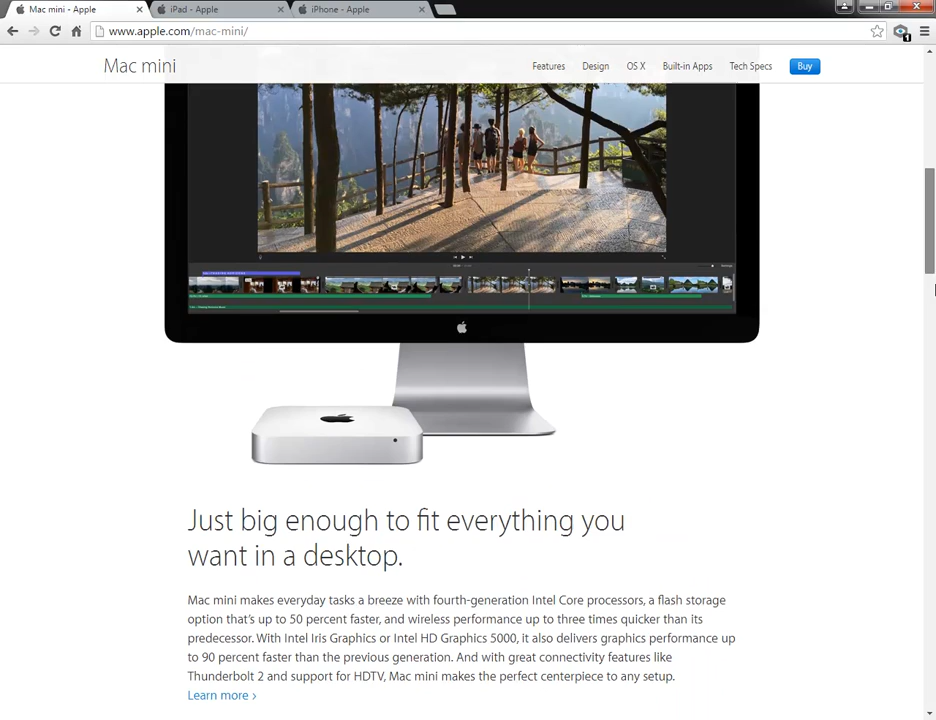 Mac mini - Apple
iPad - Apple
iPhone - Apple
www.apple.com/mac-mini/
1
Mac mini
Features
Design
OS X
Built-in Apps
Tech Specs
Buy
Just big enough to fit everything you
want in a desktop.
Mac mini makes everyday tasks a breeze with fourth-generation Intel Core processors, a flash storage
option that's up to 50 percent faster, and wireless performance up to three times quicker than its
predecessor. With Intel Iris Graphics or Intel HD Graphics 5000, it also delivers graphics performance up
to 90 percent faster than the previous generation. And with great connectivity features like
Thunderbolt 2 and support for HDTV, Mac mini makes the perfect centerpiece to any setup.
Learn more ›